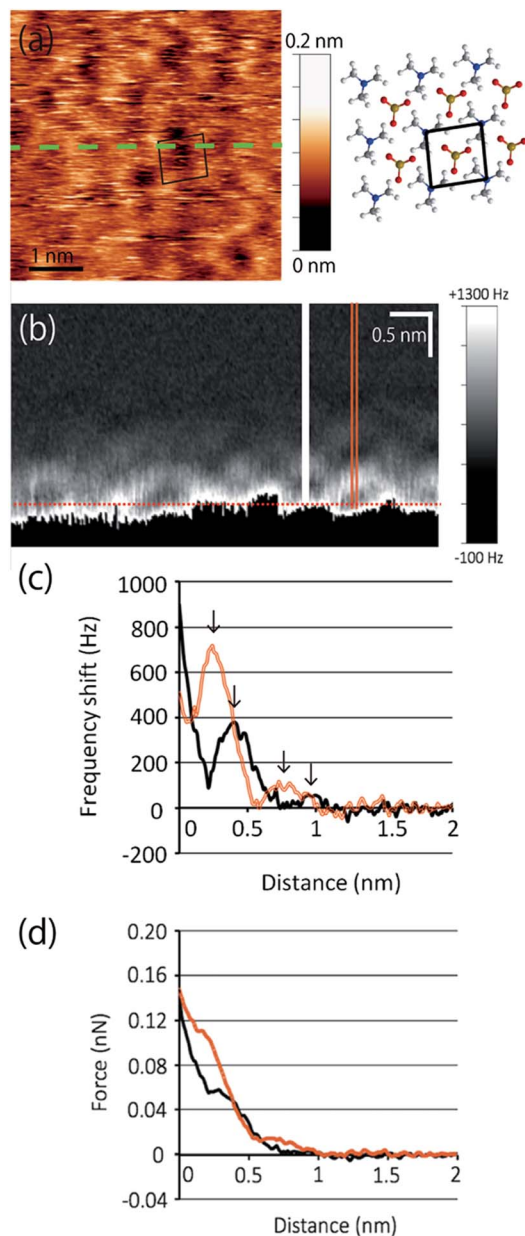 (a)
0.2 nm
1 nm
0 nm
(b)
0.5 nm
+1300 Hz
-100 Hz
(c)
1000
800
600
400
200
0
-200
Frequency shift (Hz)
0 0.5 1 1.5 2
Distance (nm)
(d)
0.20
0.16
0.12
0.08
0.04
0
-0.04
Force (nN)
0 0.5 1 1.5 2
Distance (nm)